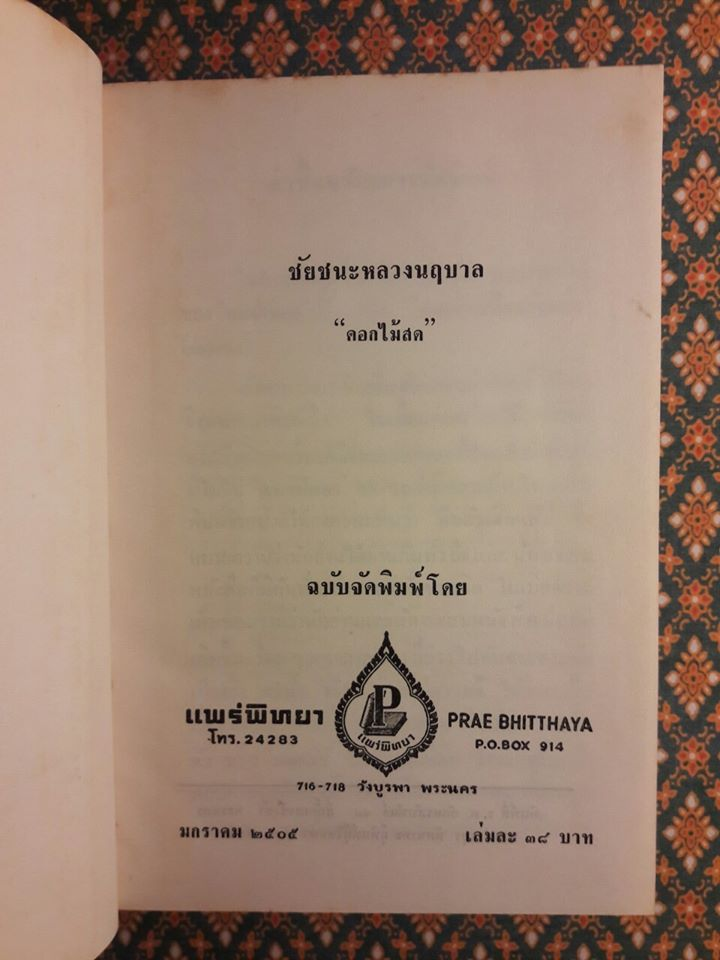 ชัยชนะหลวงนฤบาล
“ดอกไม้สด”
ฉบับจัดพิมพ์โดย
แพร่พิทยา
โทร. 24283
P
แพร่พิทยา
PRAE BHITTHAYA
P.O.BOX 914
716-718 วังบูรพา พระนคร
มกราคม ๒๕๐๕
เล่มละ ๓๘ บาท